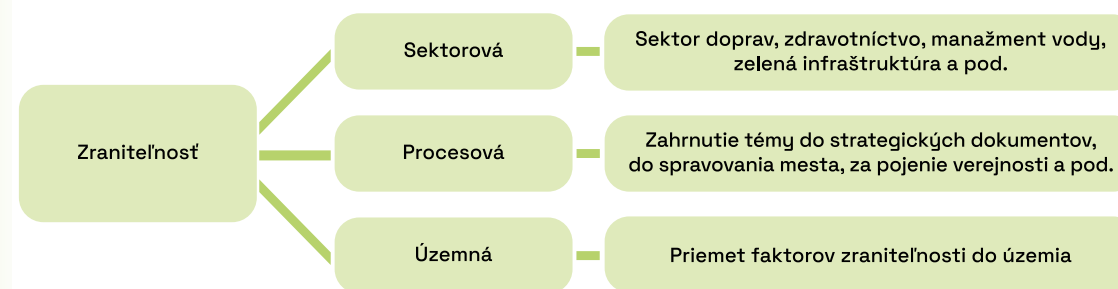 Zraniteľnosť
Sektorová
Sektor doprav, zdravotníctvo, manažment vody,
zelená infraštruktúra a pod.
Procesová
Zahrnutie témy do strategických dokumentov,
do spravovania mesta, za pojenie verejnosti a pod.
Územná
Priemet faktorov zraniteľnosti do územia